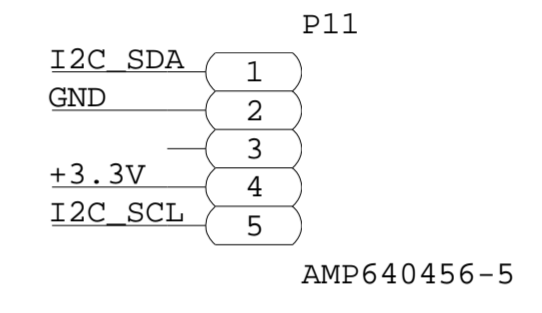 P11
I2C_SDA 1
GND 2
3
+3.3V 4
I2C_SCL 5
AMP640456-5